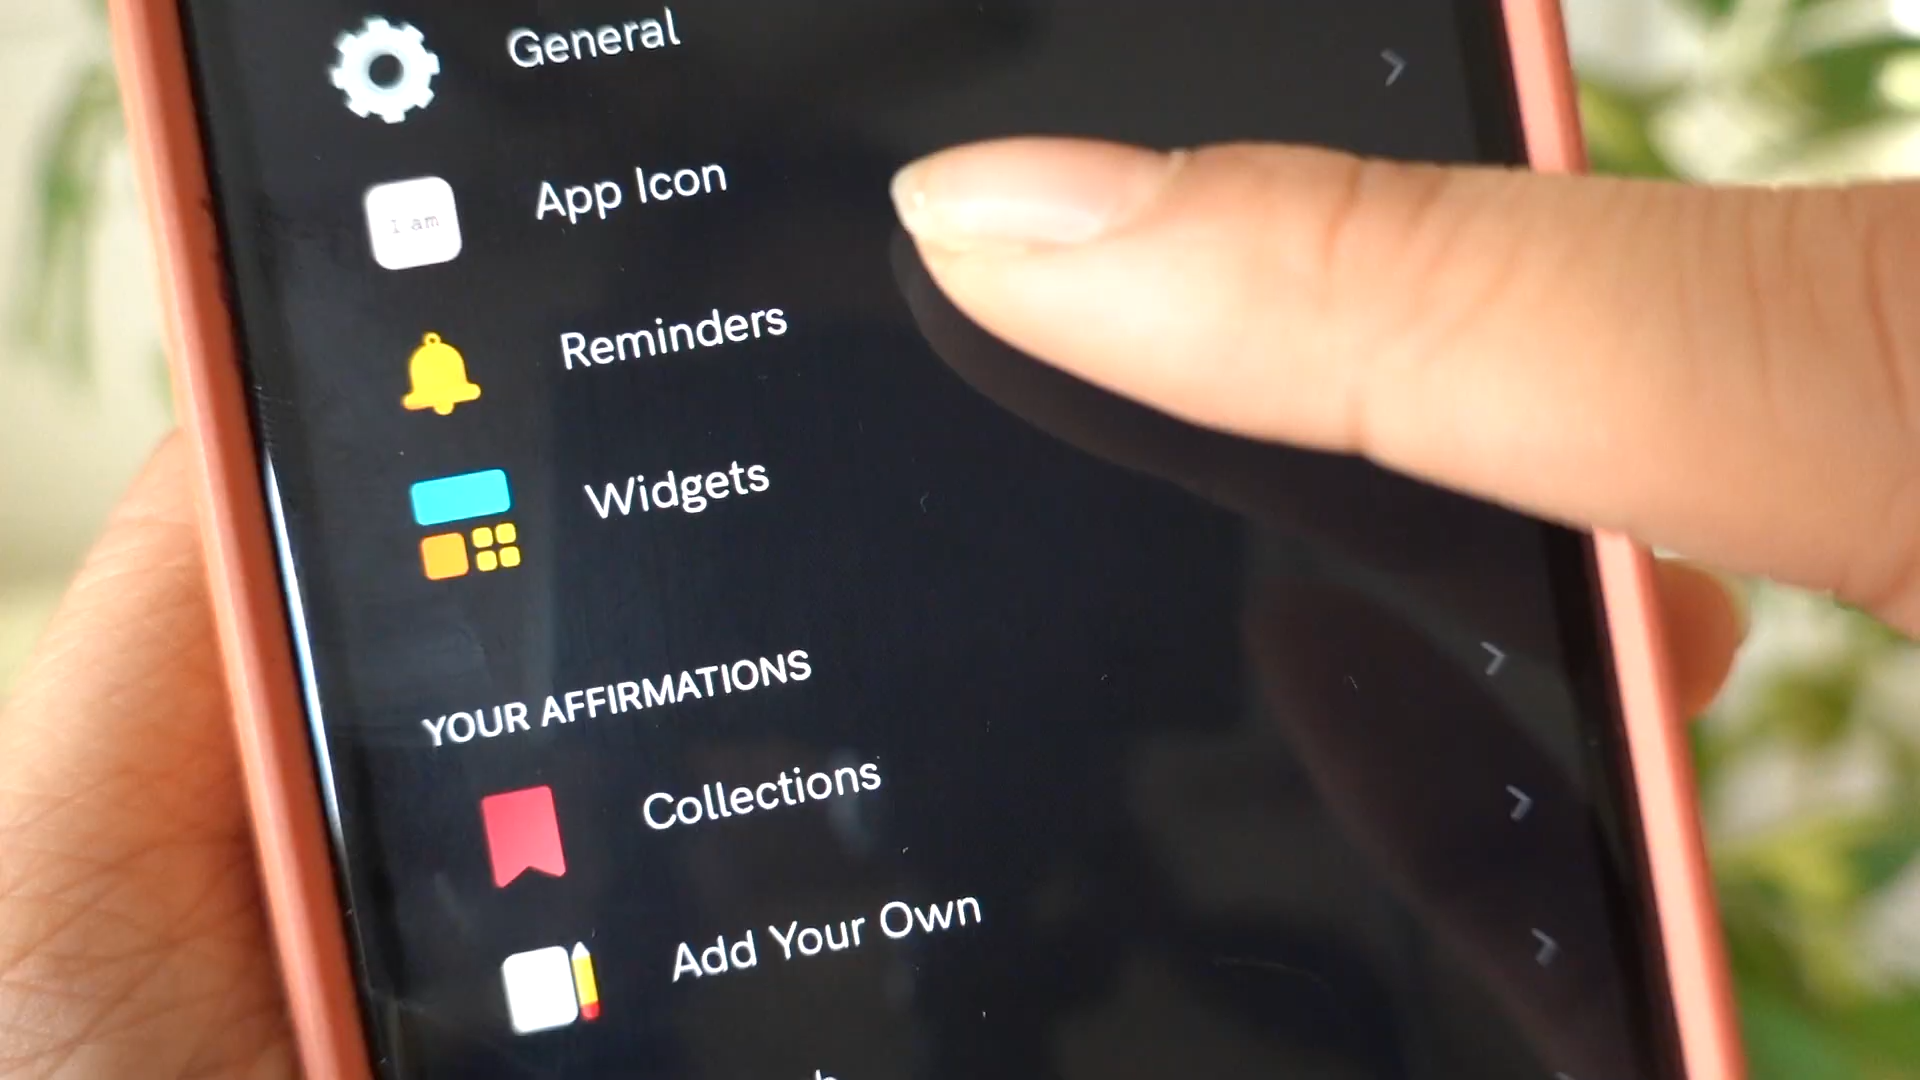 General
App Icon
I am
Reminders
Widgets
YOUR AFFIRMATIONS
Collections
Add Your Own